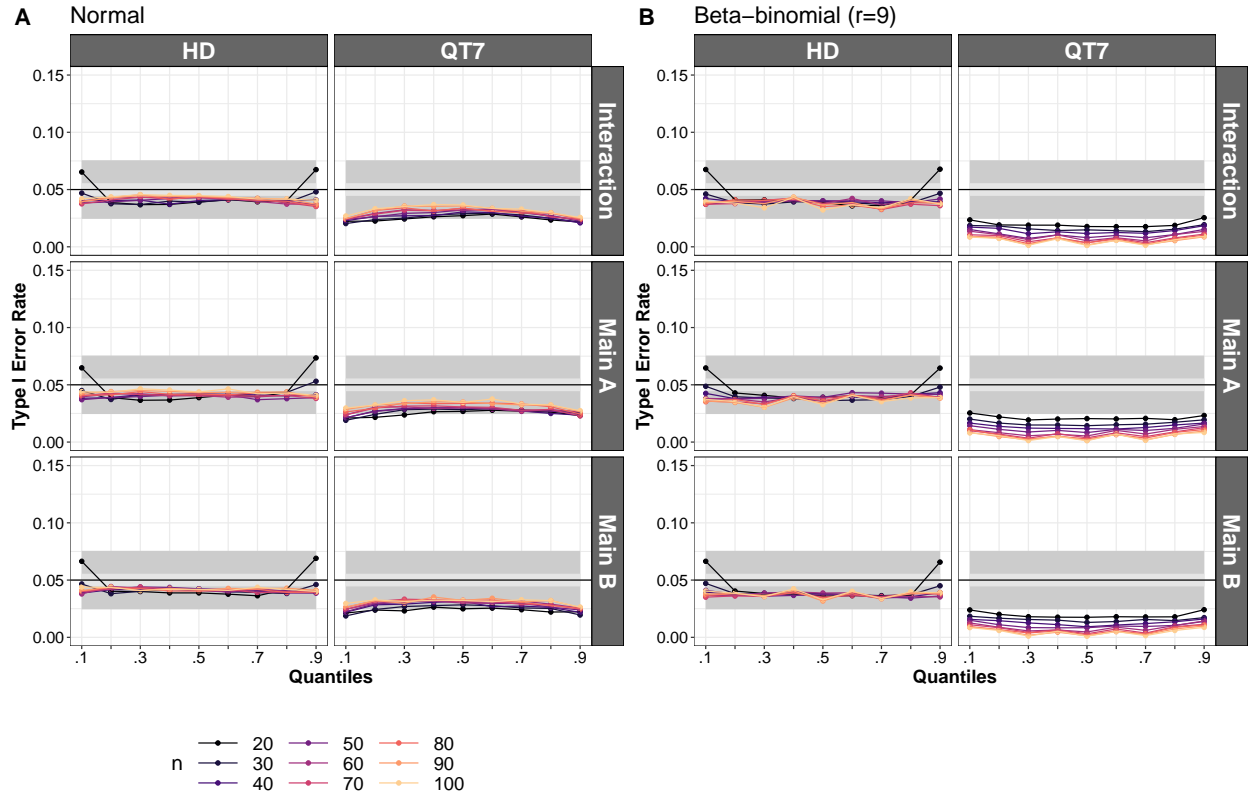 A Normal
HD QT7
0.15
0.10
0.05
0.00
Interaction
0.15
0.10
0.05
0.00
Main A
0.15
0.10
0.05
0.00
Main B
Type I Error Rate
.1 .3 .5 .7 .9 .1 .3 .5 .7 .9
Quantiles
B Beta−binomial (r=9)
HD QT7
0.15
0.10
0.05
0.00
Interaction
0.15
0.10
0.05
0.00
Main A
0.15
0.10
0.05
0.00
Main B
Type I Error Rate
.1 .3 .5 .7 .9 .1 .3 .5 .7 .9
Quantiles
n
20 50 80
30 60 90
40 70 100